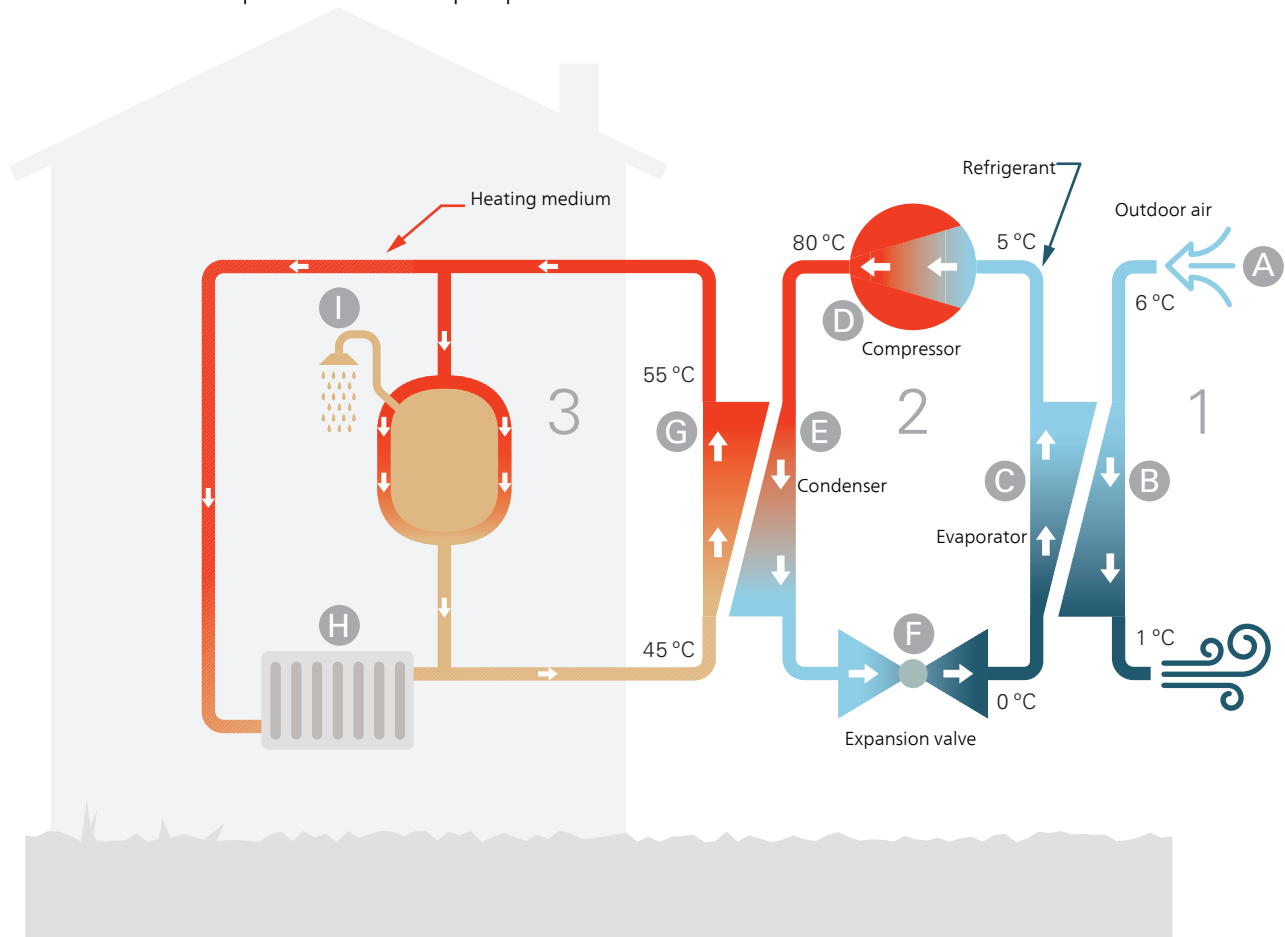 Refrigerant
Heating medium
Outdoor air
80 °C
5 °C
A
6 °C
I
D
Compressor
55 °C
3
2
1
G
E
Condenser
C
B
Evaporator
H
45 °C
F
1 °C
0 °C
Expansion valve